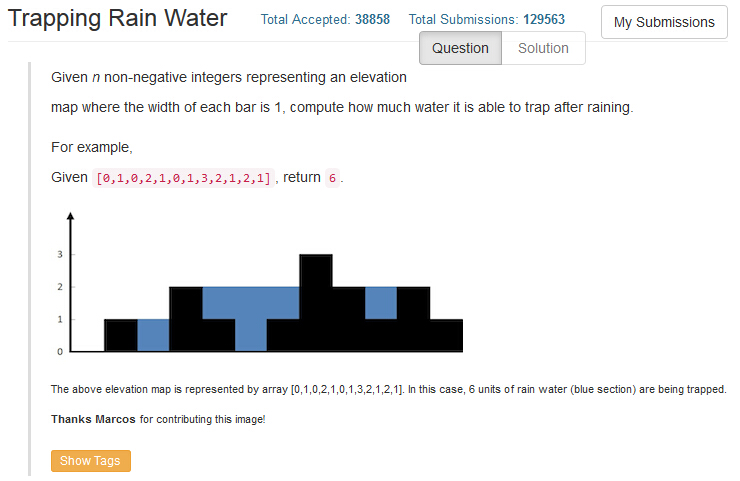 Trapping Rain Water Total Accepted: 38858 Total Submissions: 129563 My Submissions
Question Solution
Given n non-negative integers representing an elevation
map where the width of each bar is 1, compute how much water it is able to trap after raining.
For example,
Given [0,1,0,2,1,0,1,3,2,1,2,1], return 6.
3
2
1
0
The above elevation map is represented by array [0,1,0,2,1,0,1,3,2,1,2,1]. In this case, 6 units of rain water (blue section) are being trapped.
Thanks Marcos for contributing this image!
Show Tags